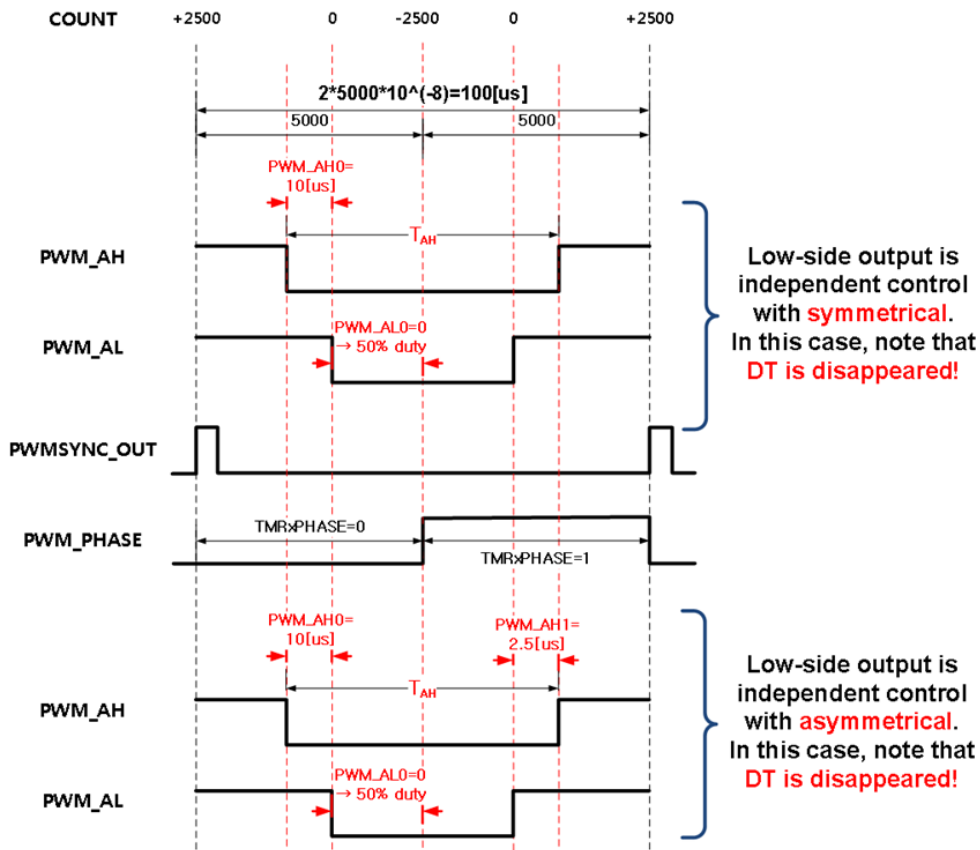 COUNT +2500 0 -2500 0 +2500
2*5000*10^(-8)=100[us]
5000 5000
PWM_AH0=
10[us]
T_AH
PWM_AH
PWM_AL0=0
→ 50% duty
PWM_AL
Low-side output is
independent control
with symmetrical.
In this case, note that
DT is disappeared!
PWMSYNC_OUT
PWM_PHASE
TMRxPHASE=0
TMRxPHASE=1
PWM_AH0=
10[us]
PWM_AH1=
2.5[us]
T_AH
PWM_AH
PWM_AL0=0
→ 50% duty
PWM_AL
Low-side output is
independent control
with asymmetrical.
In this case, note that
DT is disappeared!